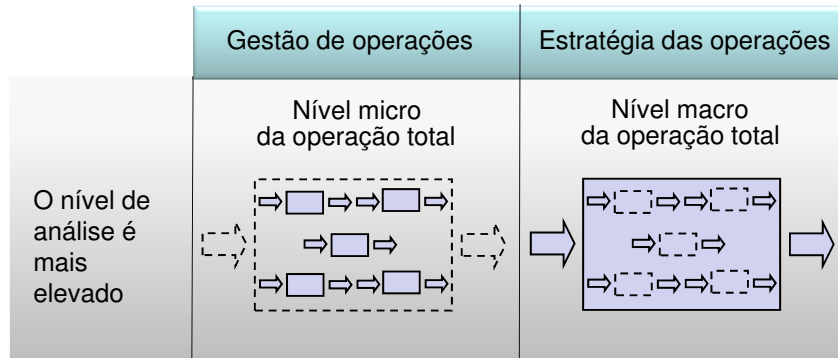 Gestão de operações
Estratégia das operações
Nível micro
da operação total
Nível macro
da operação total
O nível de
análise é
mais
elevado